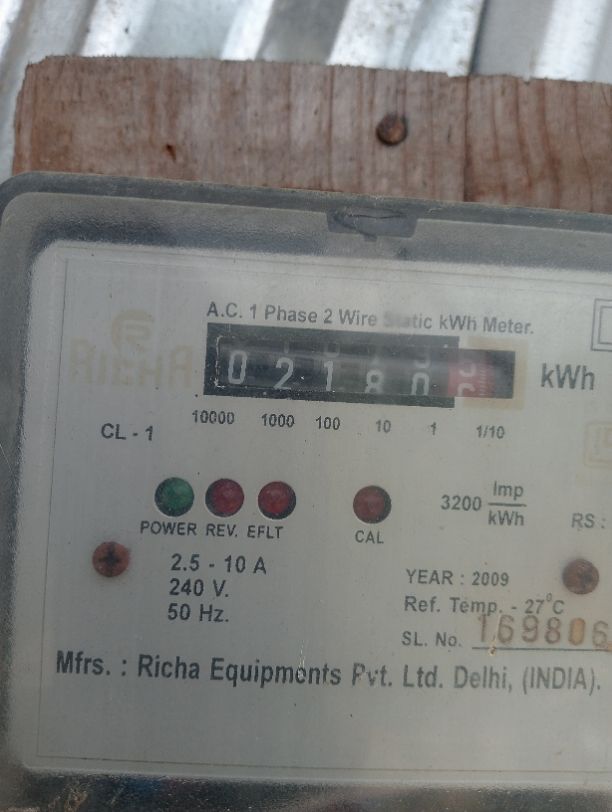 A.C. 1 Phase 2 Wire Static kWh Meter.
RICHA
0 2 1 8 0
kWh
10000 1000 100 10 1 1/10
CL - 1
3200 Imp/kWh
POWER REV. EFLT
CAL
RS :
2.5 - 10 A
240 V.
50 Hz.
YEAR : 2009
Ref. Temp. - 27°C
SL. No. 169806
Mfrs. : Richa Equipments Pvt. Ltd. Delhi, (INDIA).